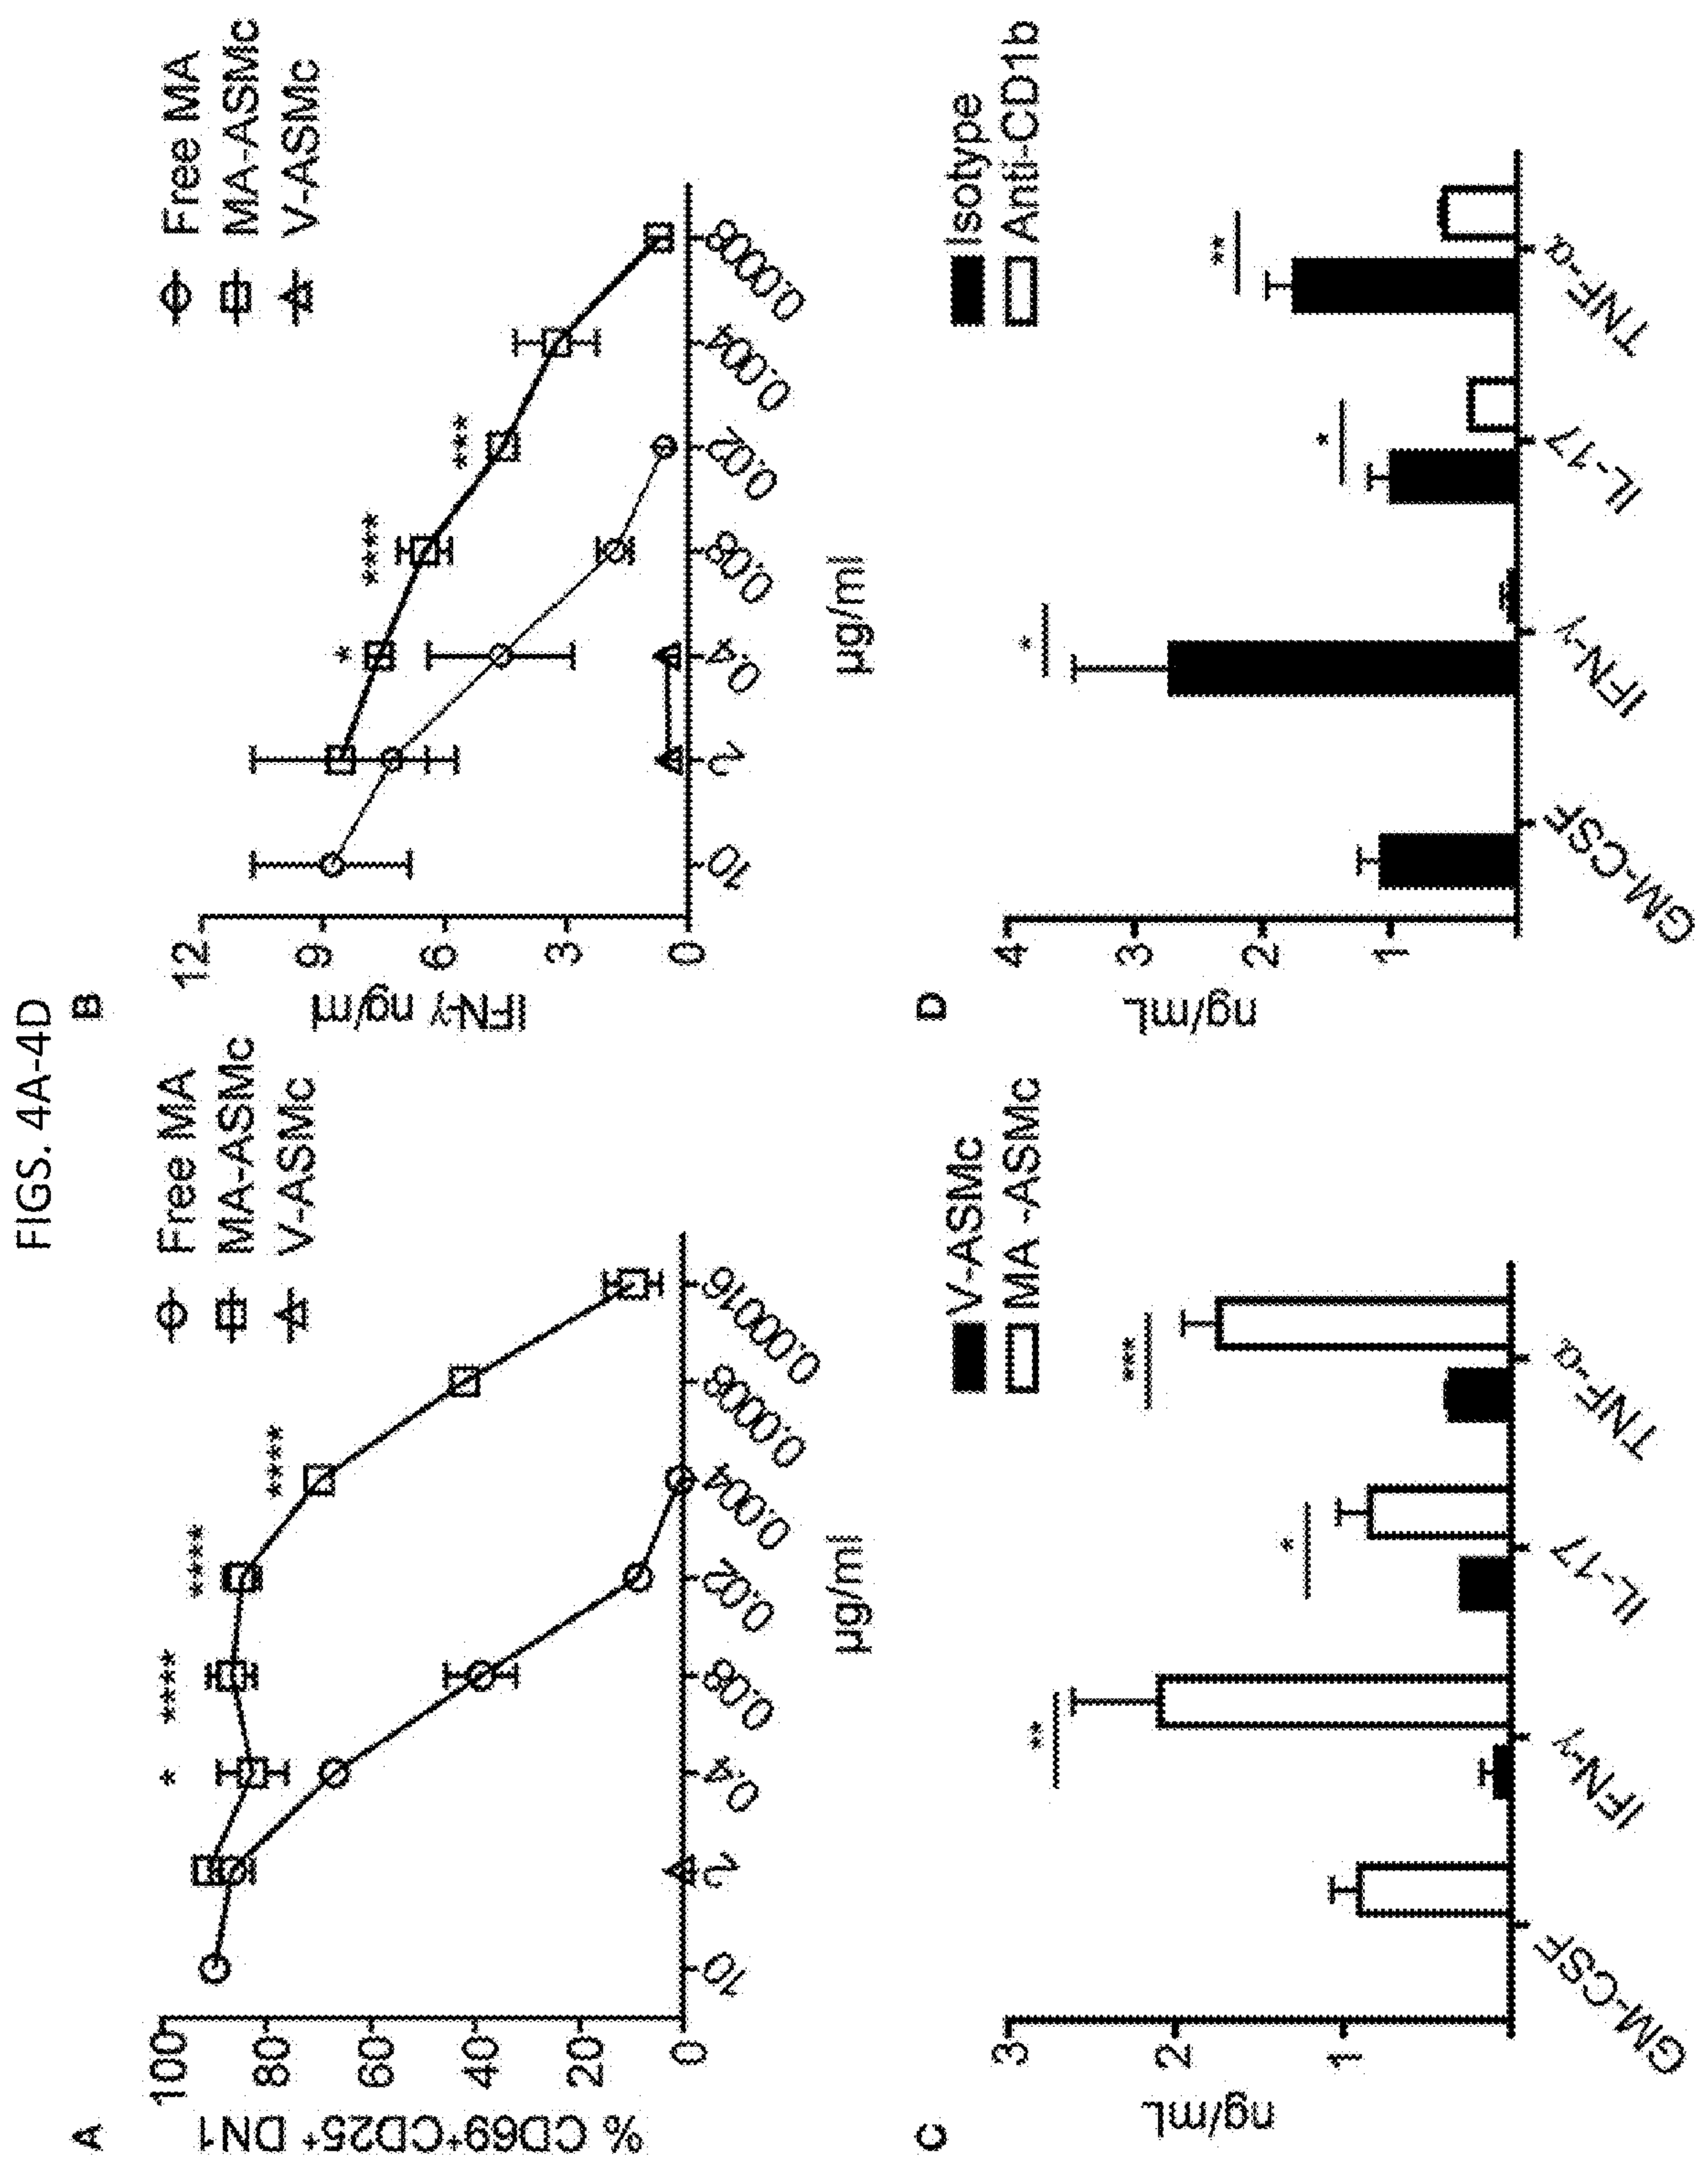 FIGS. 4A-4D
A
% CD69⁺CD25⁺ DN1
100
80
60
40
20
0
10
2
0.4
0.08
0.02
0.004
0.0008
0.00016
µg/ml
* **** **** ****
Free MA
MA-ASMc
V-ASMc
B
IFN-γ ng/ml
12
9
6
3
0
10
2
0.4
0.08
0.02
0.004
0.0008
µg/ml
* **** ***
Free MA
MA-ASMc
V-ASMc
C
ng/mL
3
2
1
GM-CSF
IFN-γ
IL-17
TNF-α
** * ***
V-ASMc
MA -ASMc
D
ng/mL
4
3
2
1
GM-CSF
IFN-γ
IL-17
TNF-α
* * **
Isotype
Anti-CD1b